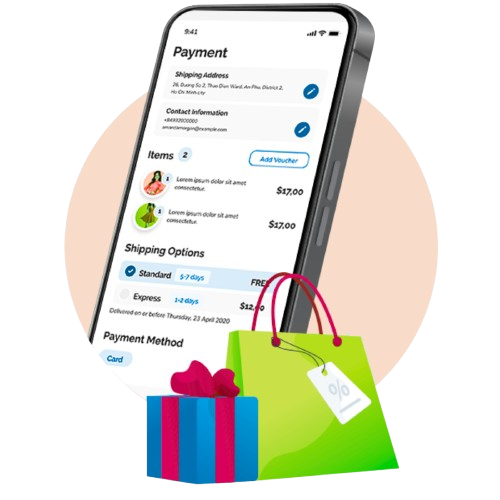 9:41
Payment
Shipping Address
26, Duong So 2, Thao Dien Ward, An Phu, District 2,
Ho Chi Minh city
Contact Information
+84932000000
amandamorgan@example.com
Items 2
Add Voucher
1
Lorem ipsum dolor sit amet
consectetur.
$17,00
1
Lorem ipsum dolor sit amet
consectetur.
$17,00
Shipping Options
Standard 5-7 days FREE
Express 1-2 days $12,00
Delivered on or before Thursday, 23 April 2020
Payment Method
Card
%